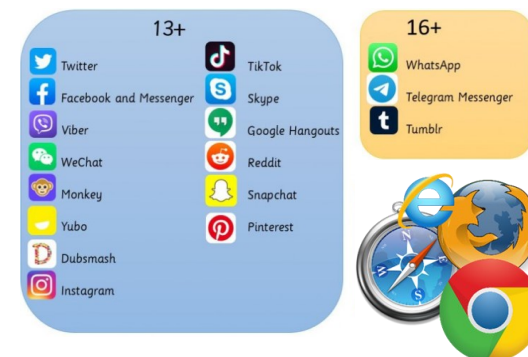 13+
Twitter
Facebook and Messenger
Viber
WeChat
Monkey
Yubo
Dubsmash
Instagram
TikTok
Skype
Google Hangouts
Reddit
Snapchat
Pinterest
16+
WhatsApp
Telegram Messenger
Tumblr
N
E
S
W